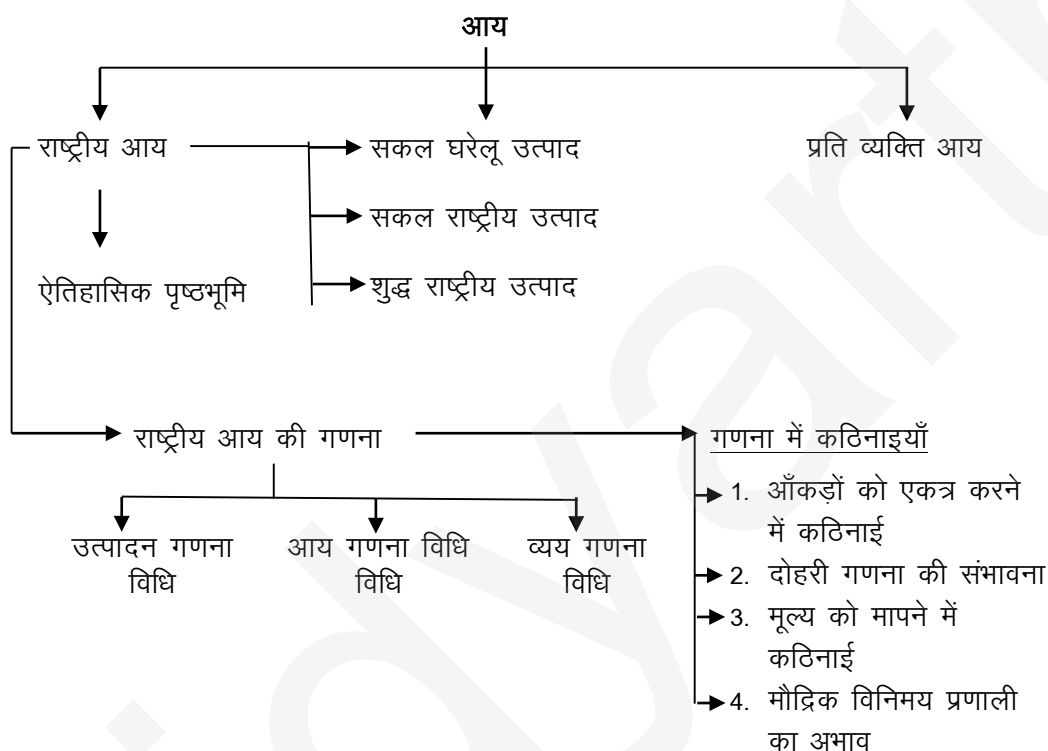 आय
राष्ट्रीय आय
सकल घरेलू उत्पाद
प्रति व्यक्ति आय
सकल राष्ट्रीय उत्पाद
ऐतिहासिक पृष्ठभूमि
शुद्ध राष्ट्रीय उत्पाद
राष्ट्रीय आय की गणना
उत्पादन गणना
विधि
आय गणना विधि
विधि
व्यय गणना
विधि
गणना में कठिनाइयाँ
1. आँकड़ों को एकत्र करने
में कठिनाई
2. दोहरी गणना की संभावना
3. मूल्य को मापने में
कठिनाई
4. मौद्रिक विनिमय प्रणाली
का अभाव